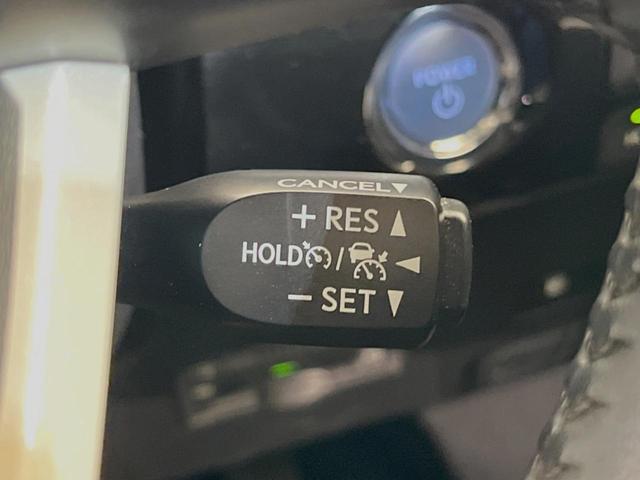 POWER
CANCEL▼
+ RES ▲
HOLD / ◀
− SET ▼